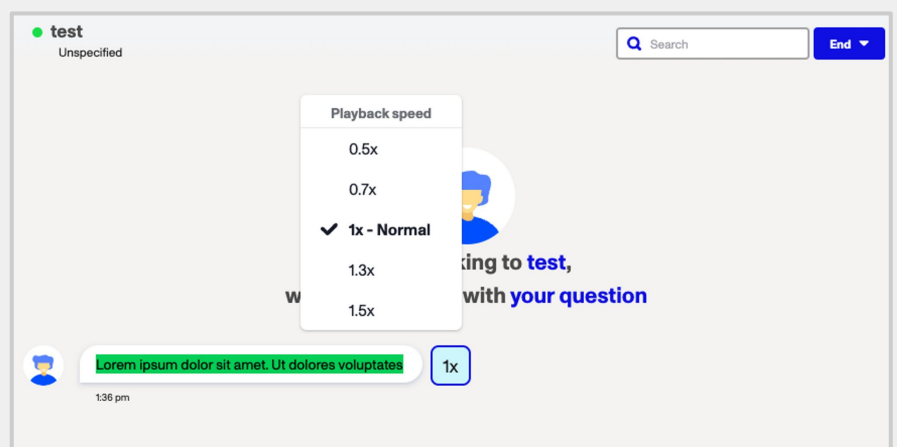 test
Unspecified
Search
End
Playback speed
0.5x
0.7x
1x - Normal
1.3x
1.5x
to test,
with your question
Lorem ipsum dolor sit amet. Ut dolores voluptates
1x
1:36 pm